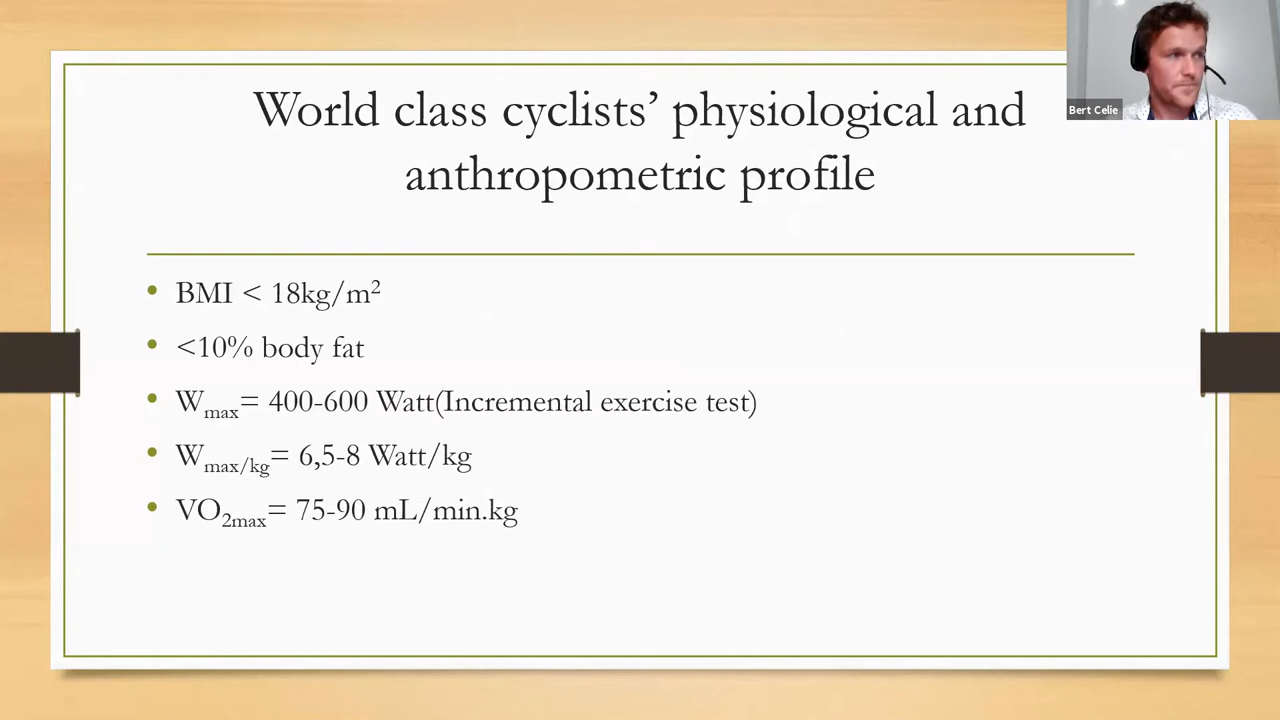 World class cyclists’ physiological and
anthropometric profile
Bert Celie
• BMI < 18kg/m²
• <10% body fat
• Wmax= 400-600 Watt(Incremental exercise test)
• Wmax/kg= 6,5-8 Watt/kg
• VO2max= 75-90 mL/min.kg